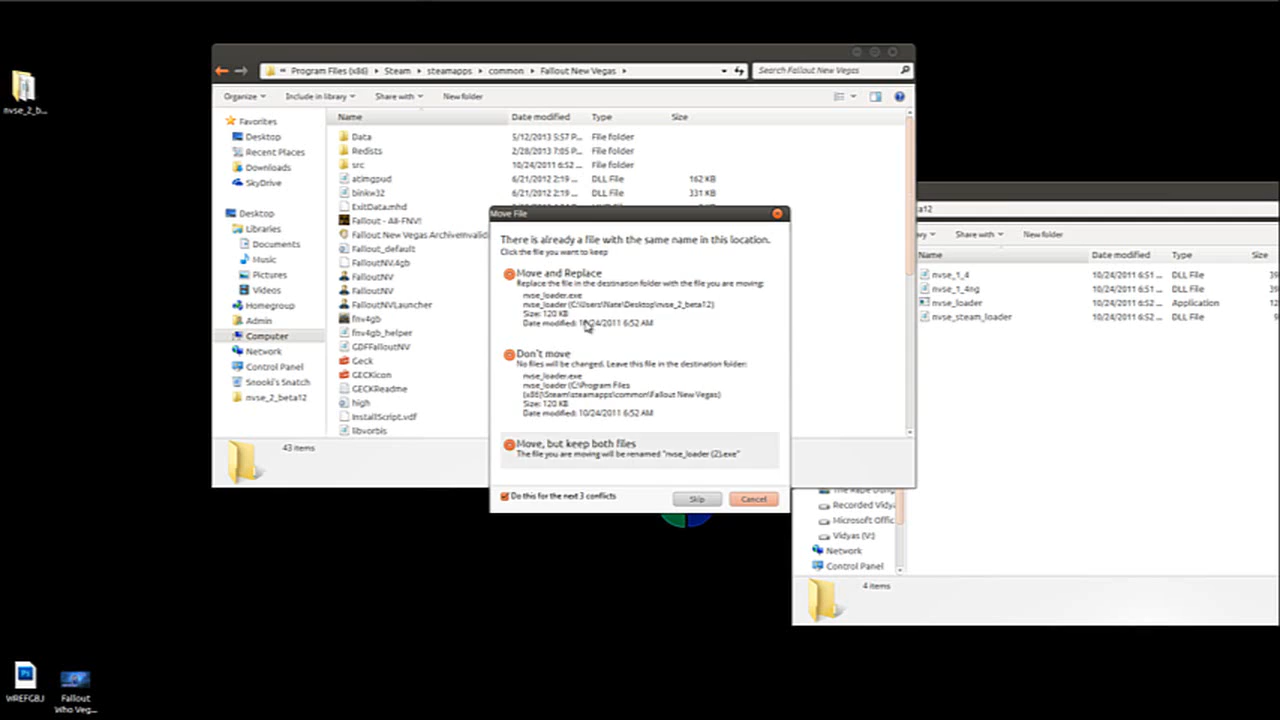 nvse_2_b...
Program Files (x86) Steam steamapps common Fallout New Vegas
Search Fallout New Vegas
Organize Include in library Share with New folder
Favorites
Desktop
Recent Places
Downloads
SkyDrive
Desktop
Libraries
Documents
Music
Pictures
Videos
Homegroup
Admin
Computer
Network
Control Panel
Snooki's Snatch
nvse_2_beta12
Name Date modified Type Size
Data 5/12/2013 5:57 P... File folder
Redists 2/28/2013 7:05 P... File folder
src 10/24/2011 6:52 ... File folder
atimgpud 6/21/2012 2:19 ... DLL File 162 KB
binkw32 6/21/2012 2:19 ... DLL File 331 KB
ExitData.mhd
Fallout - All-FNV!
Fallout New Vegas ArchiveInvalid
Fallout_default
FalloutNV.4gb
FalloutNV
FalloutNV
FalloutNVLauncher
fnv4gb
fnv4gb_helper
GDFFalloutNV
Geck
GECKicon
GECKReadme
high
InstallScript.vdf
libvorbis
43 items
Move File
There is already a file with the same name in this location.
Click the file you want to keep
Move and Replace
Replace the file in the destination folder with the file you are moving:
nvse_loader.exe
nvse_loader (C:\Users\Nate\Desktop\nvse_2_beta12)
Size: 120 KB
Date modified: 10/24/2011 6:52 AM
Don't move
No files will be changed. Leave this file in the destination folder:
nvse_loader.exe
nvse_loader (C:\Program Files
(x86)\Steam\steamapps\common\Fallout New Vegas)
Size: 120 KB
Date modified: 10/24/2011 6:52 AM
Move, but keep both files
The file you are moving will be renamed "nvse_loader (2).exe"
Do this for the next 3 conflicts
Skip
Cancel
ta12
ry Share with New folder
Name Date modified Type Size
nvse_1_4 10/24/2011 6:51 ... DLL File
nvse_1_4ng 10/24/2011 6:51 ... DLL File
nvse_loader 10/24/2011 6:52 ... Application
nvse_steam_loader 10/24/2011 6:52 ... DLL File
Recorded Vidya
Microsoft Offic
Vidyas (V:)
Network
Control Panel
4 items
WREFGBJ
Fallout
Who Veg...